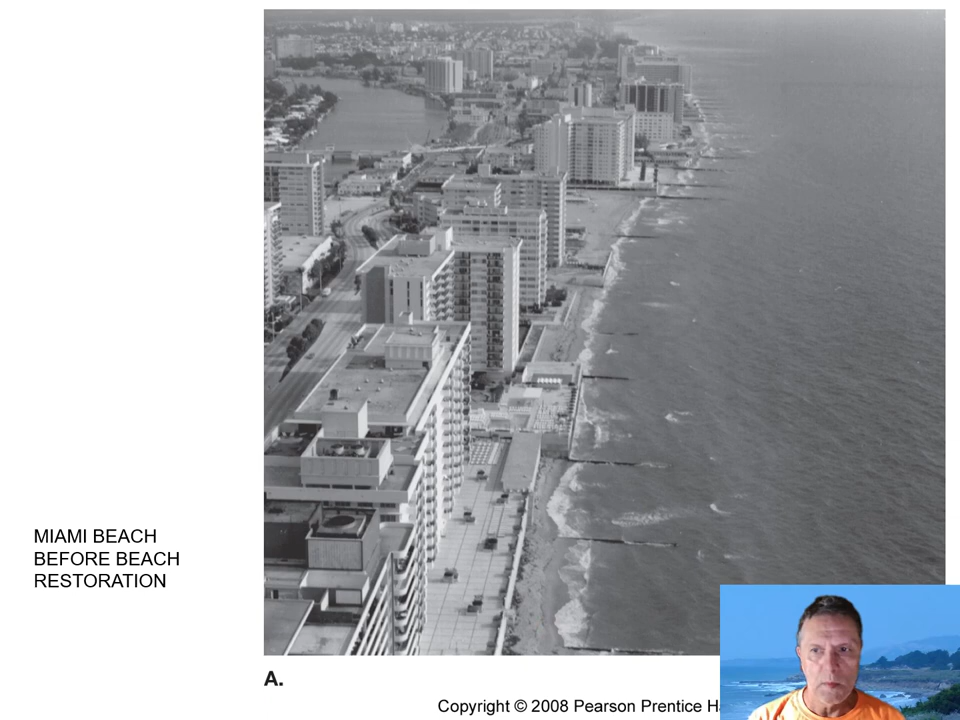 MIAMI BEACH
BEFORE BEACH
RESTORATION
A.
Copyright © 2008 Pearson Prentice